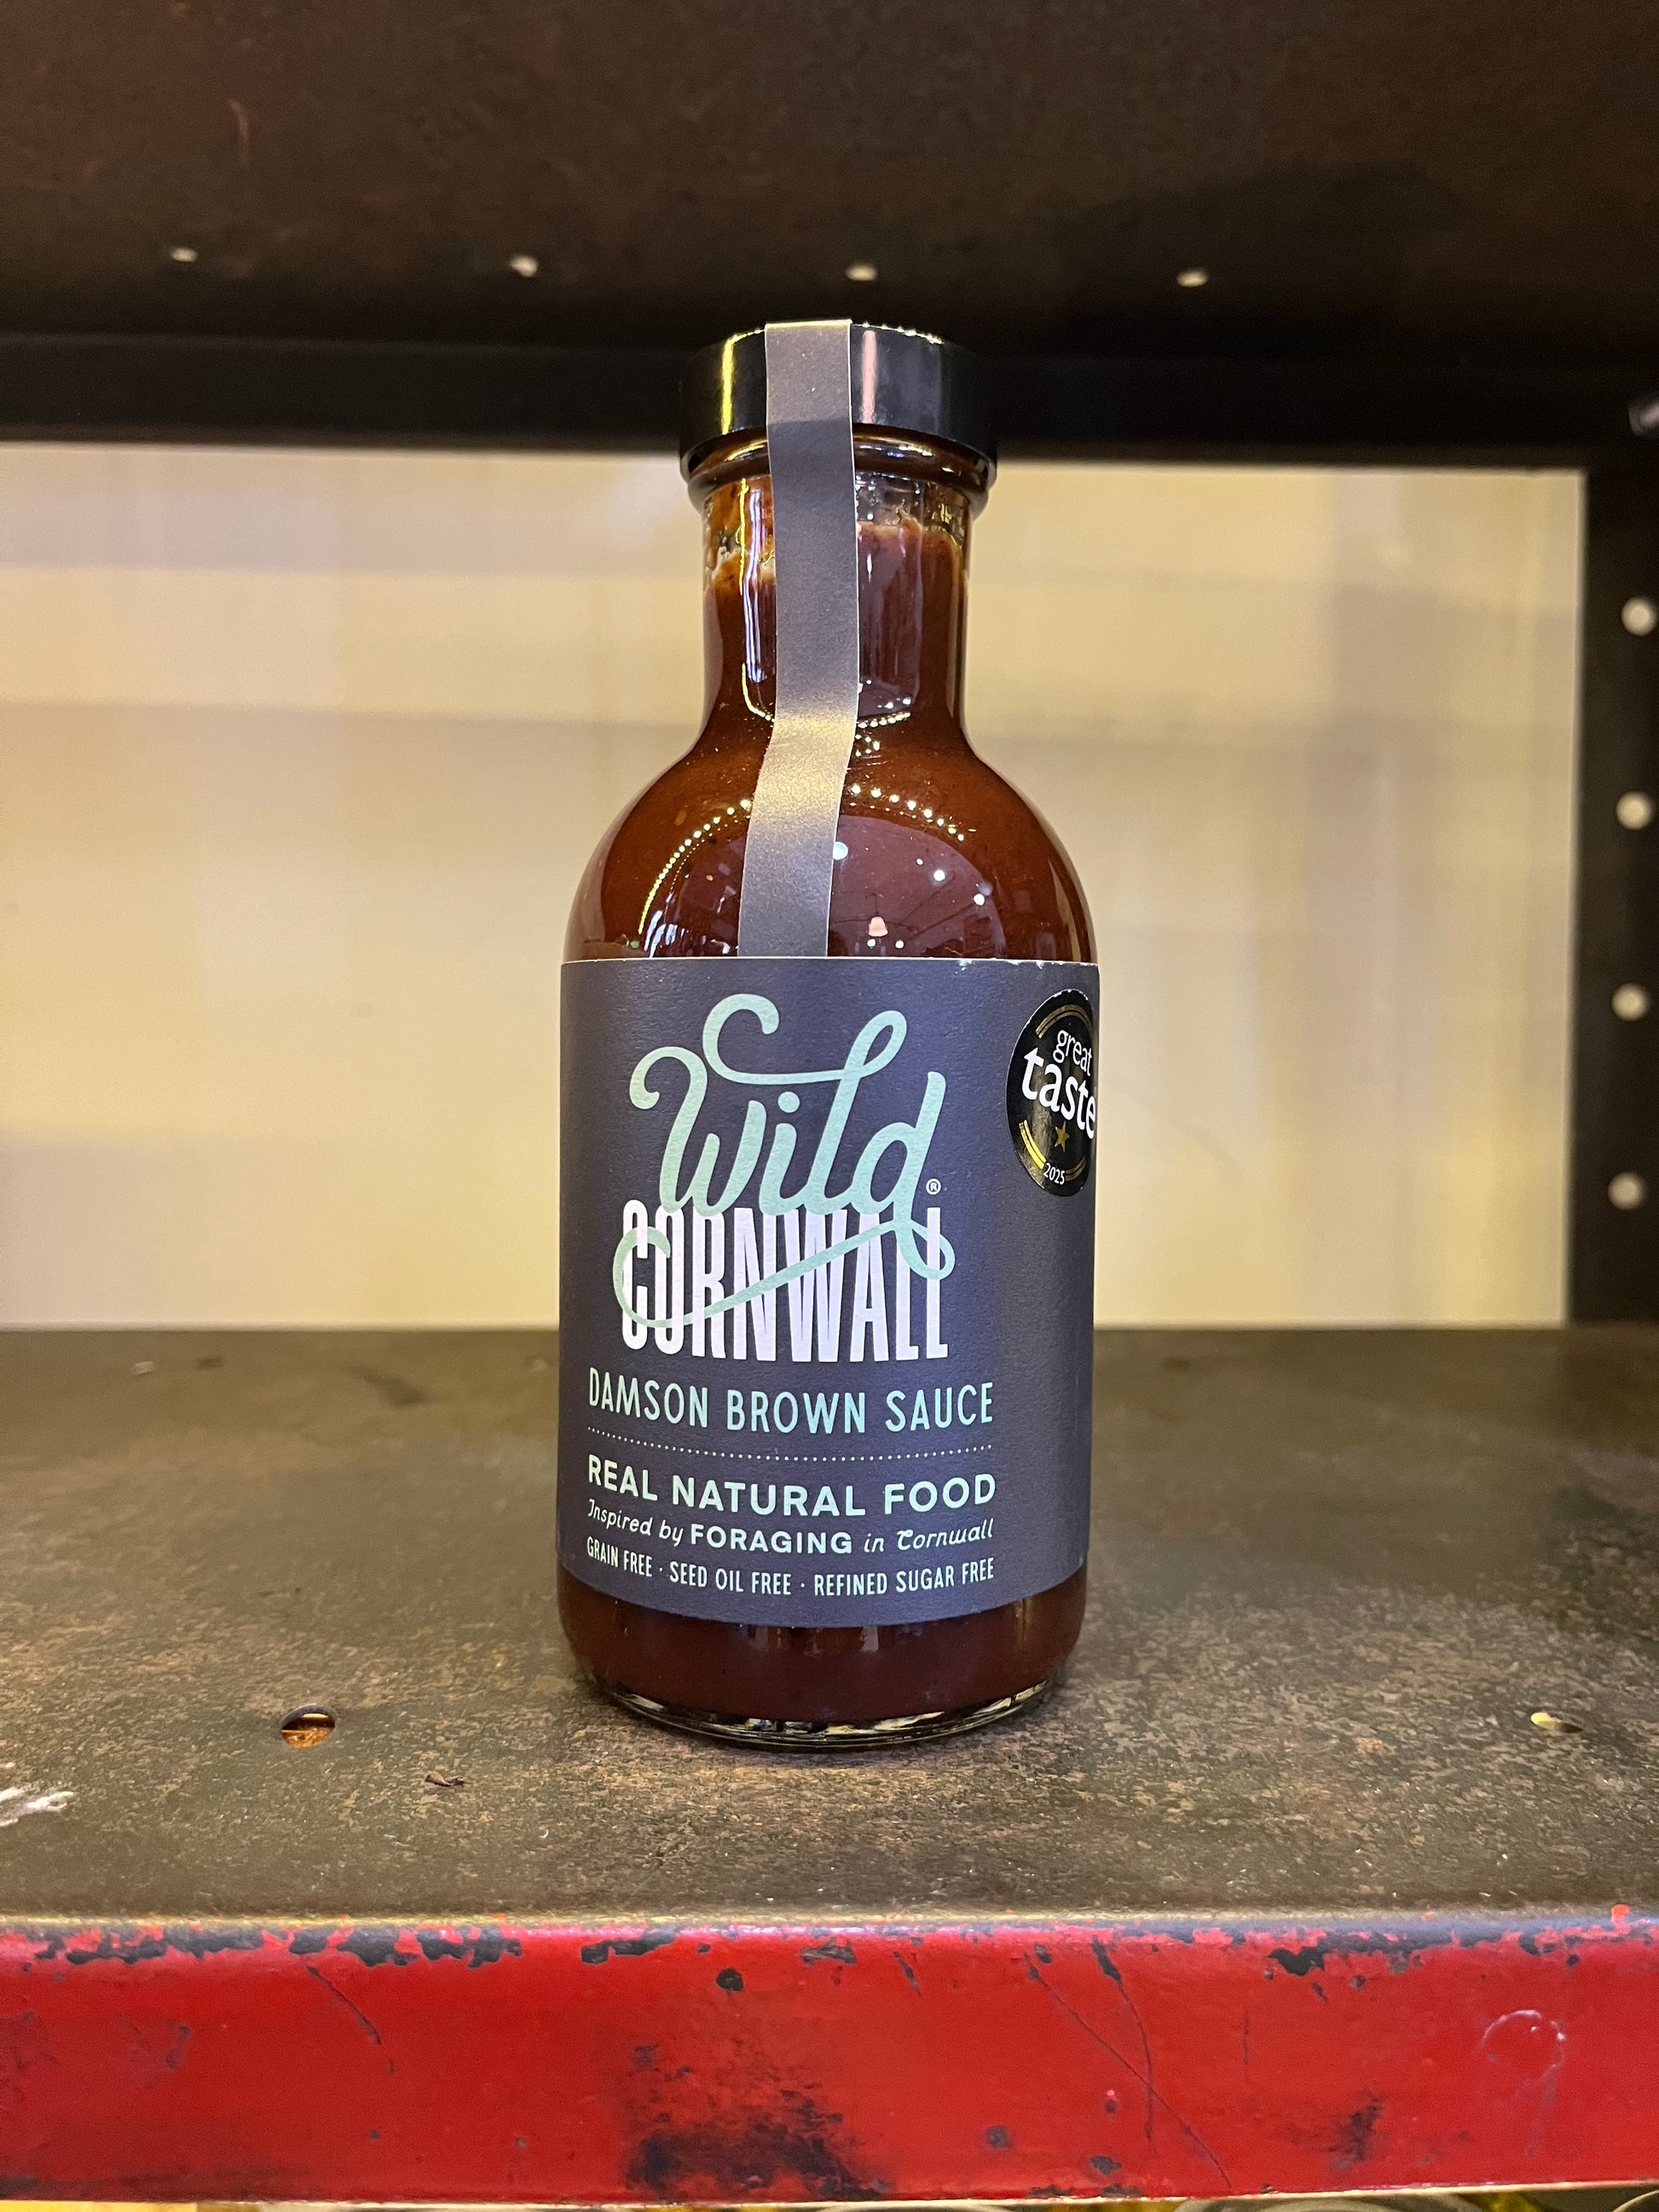 Wild®
CORNWALL
DAMSON BROWN SAUCE
REAL NATURAL FOOD
Inspired by FORAGING in Cornwall
GRAIN FREE · SEED OIL FREE · REFINED SUGAR FREE
great
taste
2025